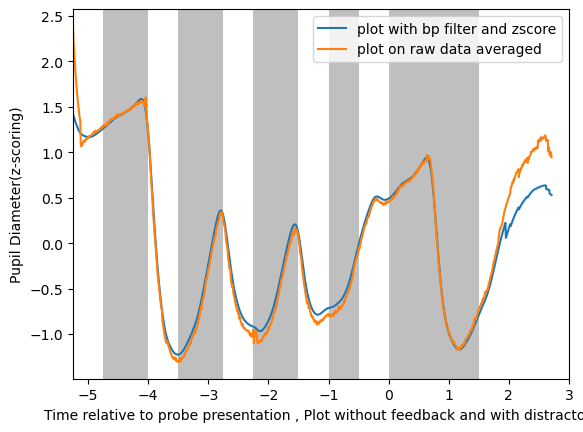 plot with bp filter and zscore
plot on raw data averaged
Pupil Diameter(z-scoring)
2.5
2.0
1.5
1.0
0.5
0.0
−0.5
−1.0
−5 −4 −3 −2 −1 0 1 2 3
Time relative to probe presentation , Plot without feedback and with distracto